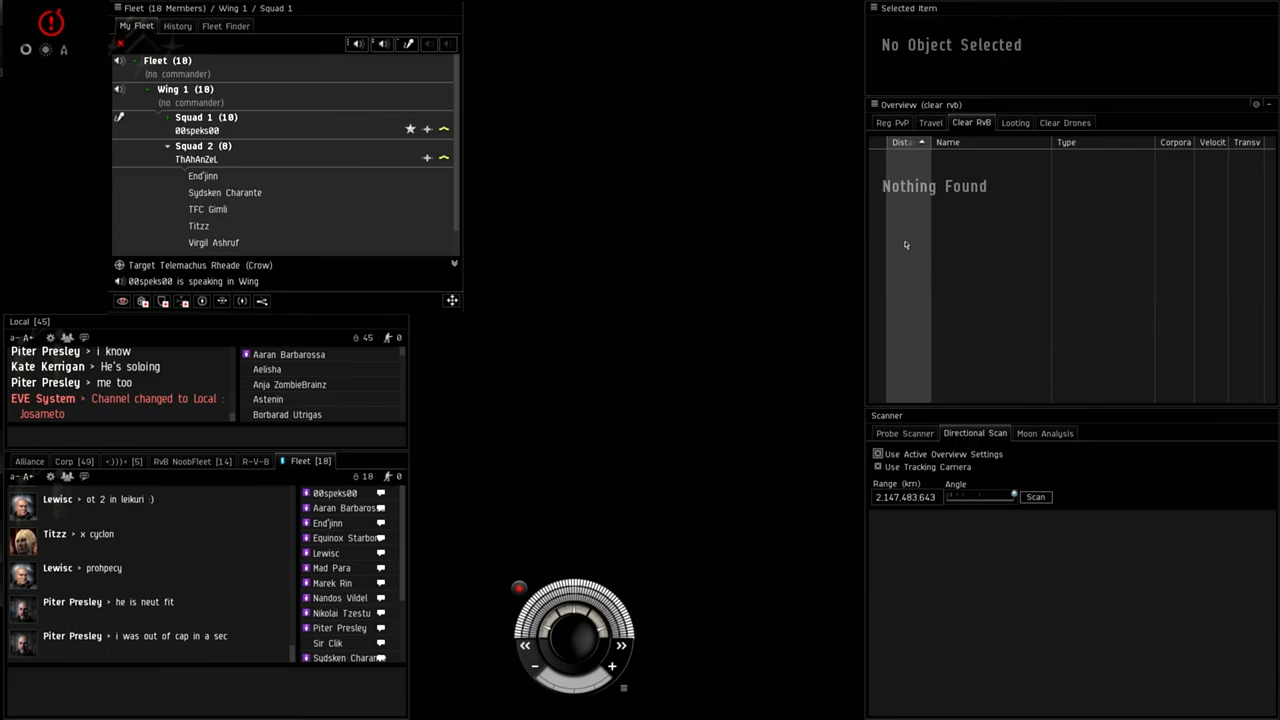 Fleet (18 Members) / Wing 1 / Squad 1
My Fleet History Fleet Finder
Fleet (18)
(no commander)
Wing 1 (18)
(no commander)
Squad 1 (10)
00speks00
Squad 2 (8)
ThAhAnZeL
End'jinn
Sydsken Charante
TFC Gimli
Titzz
Virgil Ashruf
Target Telemachus Rheade (Crow)
00speks00 is speaking in Wing
A
Local [45]
a- A+ 45 0
Piter Presley > i know
Kate Kerrigan > He's soloing
Piter Presley > me too
EVE System > Channel changed to Local :
Josameto
Aaran Barbarossa
Aelisha
Anja ZombieBrainz
Astenin
Borbarad Utrigas
Alliance Corp [49] <·)))·< [5] RvB NoobFleet [14] R-V-B Fleet [18]
a- A+ 18 0
Lewisc > ot 2 in leikuri :)
Titzz > x cyclon
Lewisc > prohpecy
Piter Presley > he is neut fit
Piter Presley > i was out of cap in a sec
00speks00
Aaran Barbaros
End'jinn
Equinox Starbor
Lewisc
Mad Para
Marek Rin
Nandos Vildel
Nikolai Tzestu
Piter Presley
Sir Clik
Sydsken Charan
Selected Item
No Object Selected
Overview (clear rvb)
Reg PvP Travel Clear RvB Looting Clear Drones
Dista Name Type Corpora Velocit Transv
Nothing Found
Scanner
Probe Scanner Directional Scan Moon Analysis
Use Active Overview Settings
Use Tracking Camera
Range (km) Angle
2,147,483,643 Scan